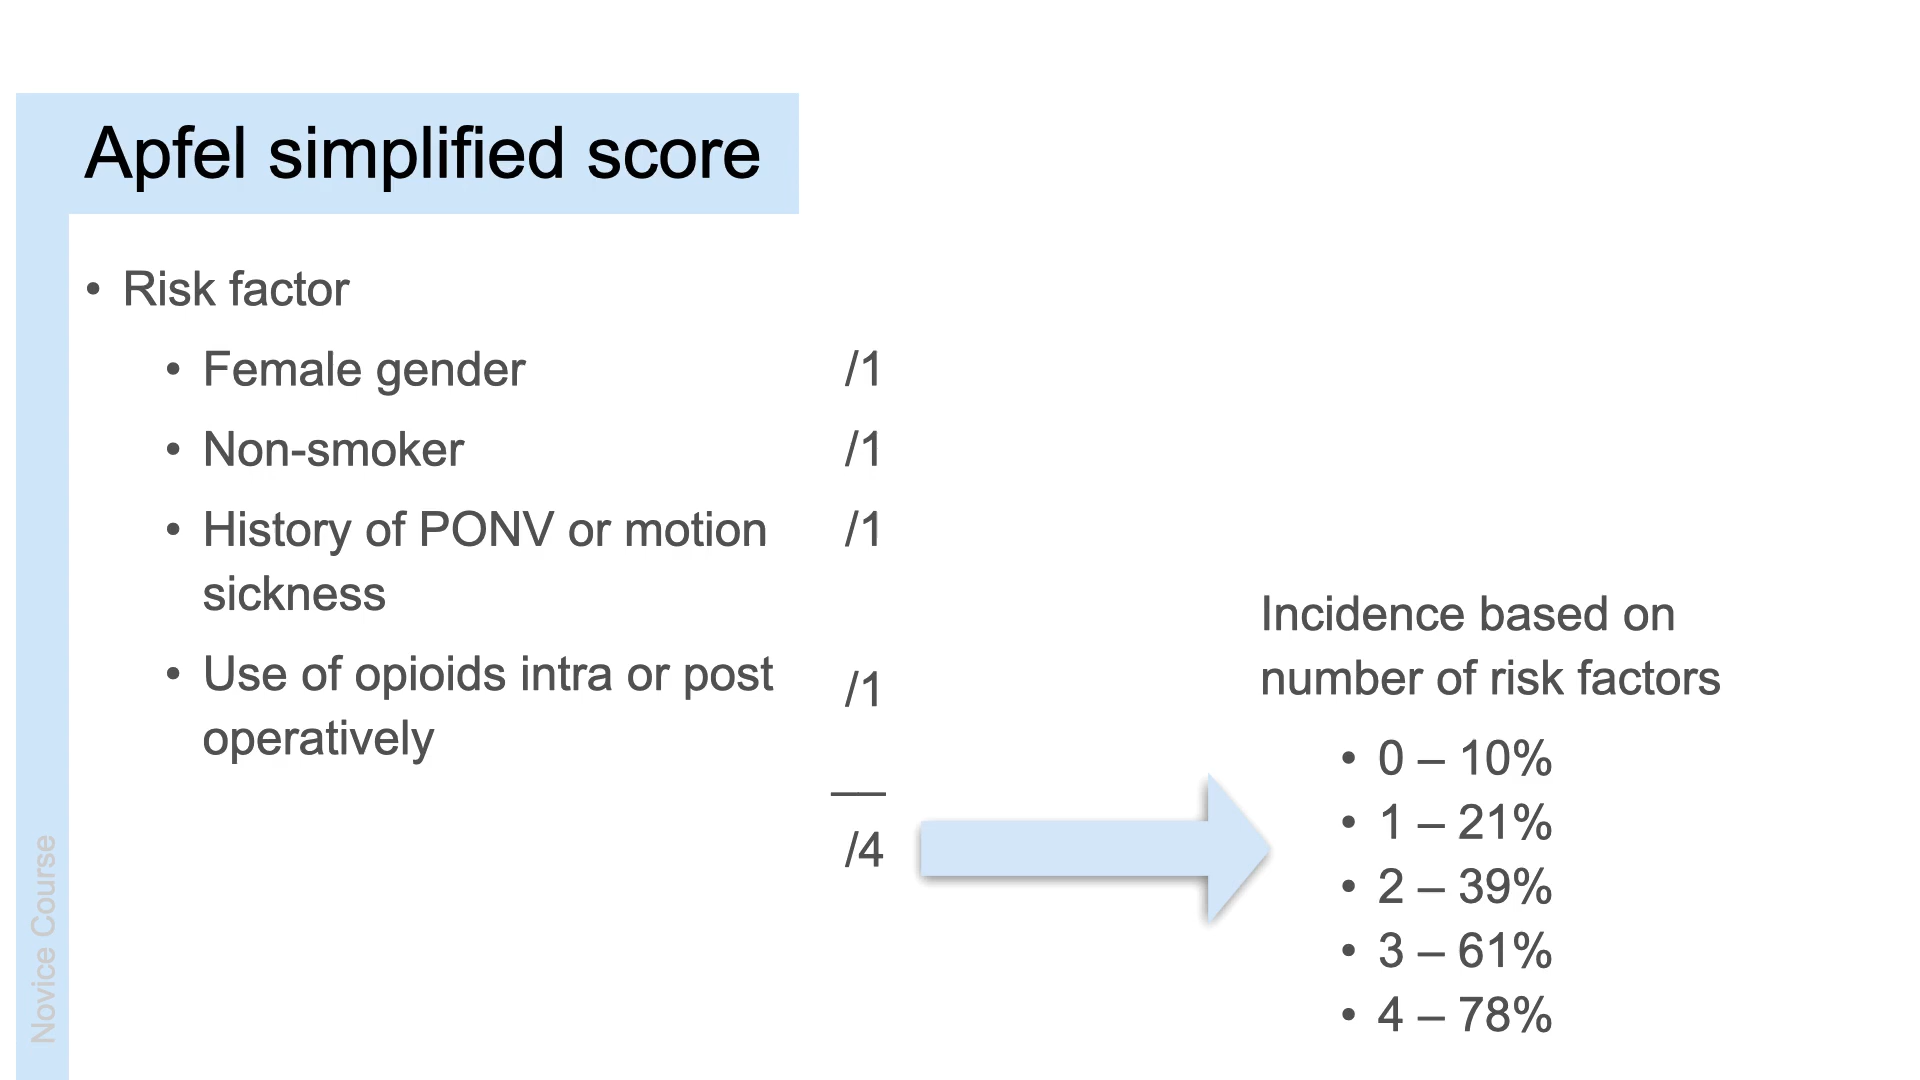 Apfel simplified score
• Risk factor
• Female gender /1
• Non-smoker /1
• History of PONV or motion /1
sickness
• Use of opioids intra or post /1
operatively
__
/4
Incidence based on
number of risk factors
• 0 – 10%
• 1 – 21%
• 2 – 39%
• 3 – 61%
• 4 – 78%
Novice Course